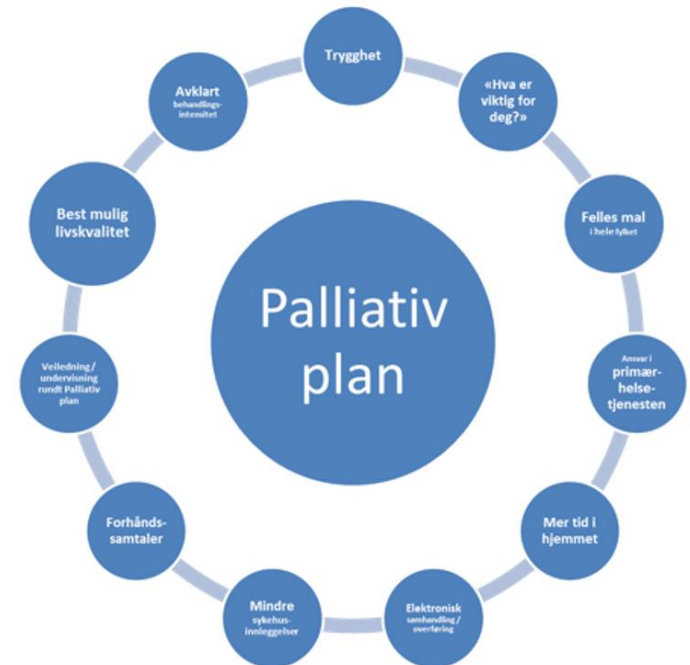 Palliativ
plan
Trygghet
«Hva er
viktig for
deg?»
Felles mal
i hele fylket
Ansvar i
primær-
helse-
tjenesten
Mer tid i
hjemmet
Elektronisk
samhandling/
overføring
Mindre
sykehus-
innleggelser
Forhånds-
samtaler
Veiledning/
undervisning
rundt Palliativ
plan
Best mulig
livskvalitet
Avklart
behandlings-
intensitet